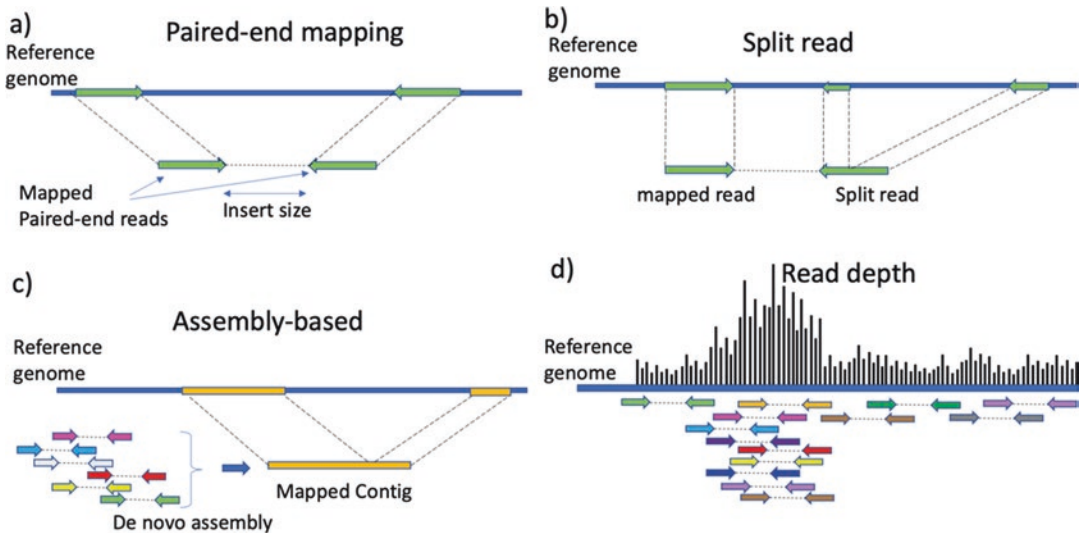 a)
Paired-end mapping
Reference
genome
Mapped
Paired-end reads
Insert size
b)
Split read
Reference
genome
mapped read
Split read
c)
Assembly-based
Reference
genome
Mapped Contig
De novo assembly
d)
Read depth
Reference
genome